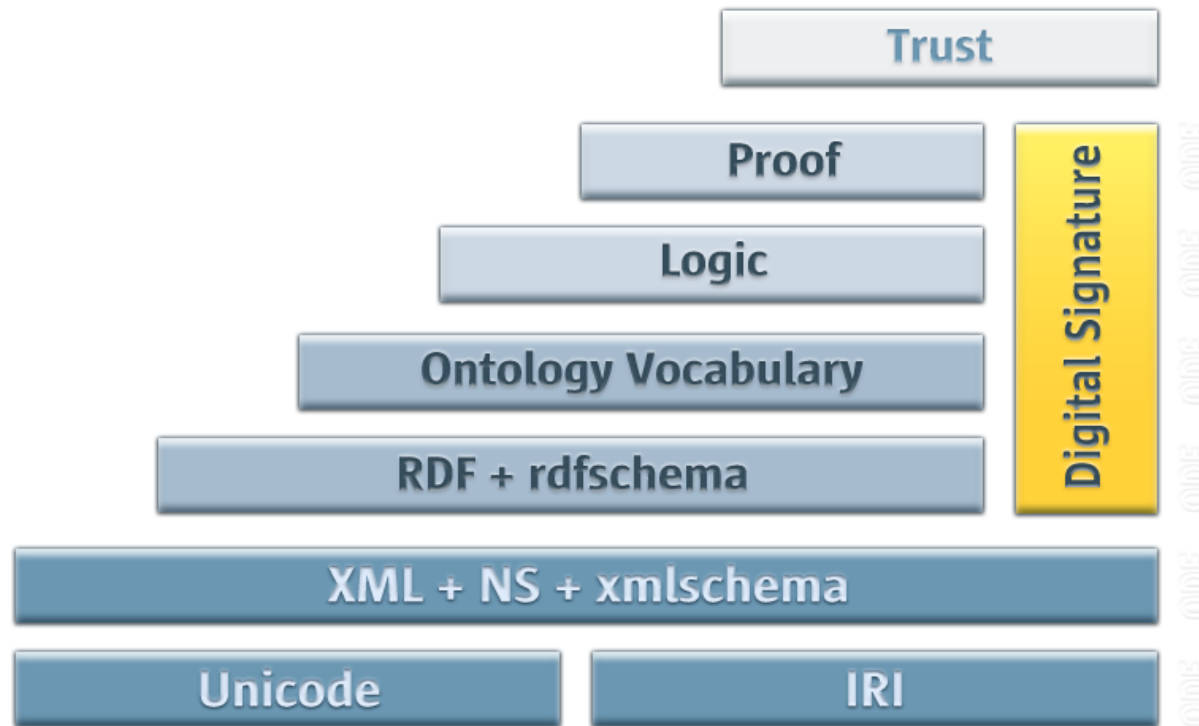 Trust
Proof
Digital Signature
Logic
Ontology Vocabulary
RDF + rdfschema
XML + NS + xmlschema
Unicode
IRI